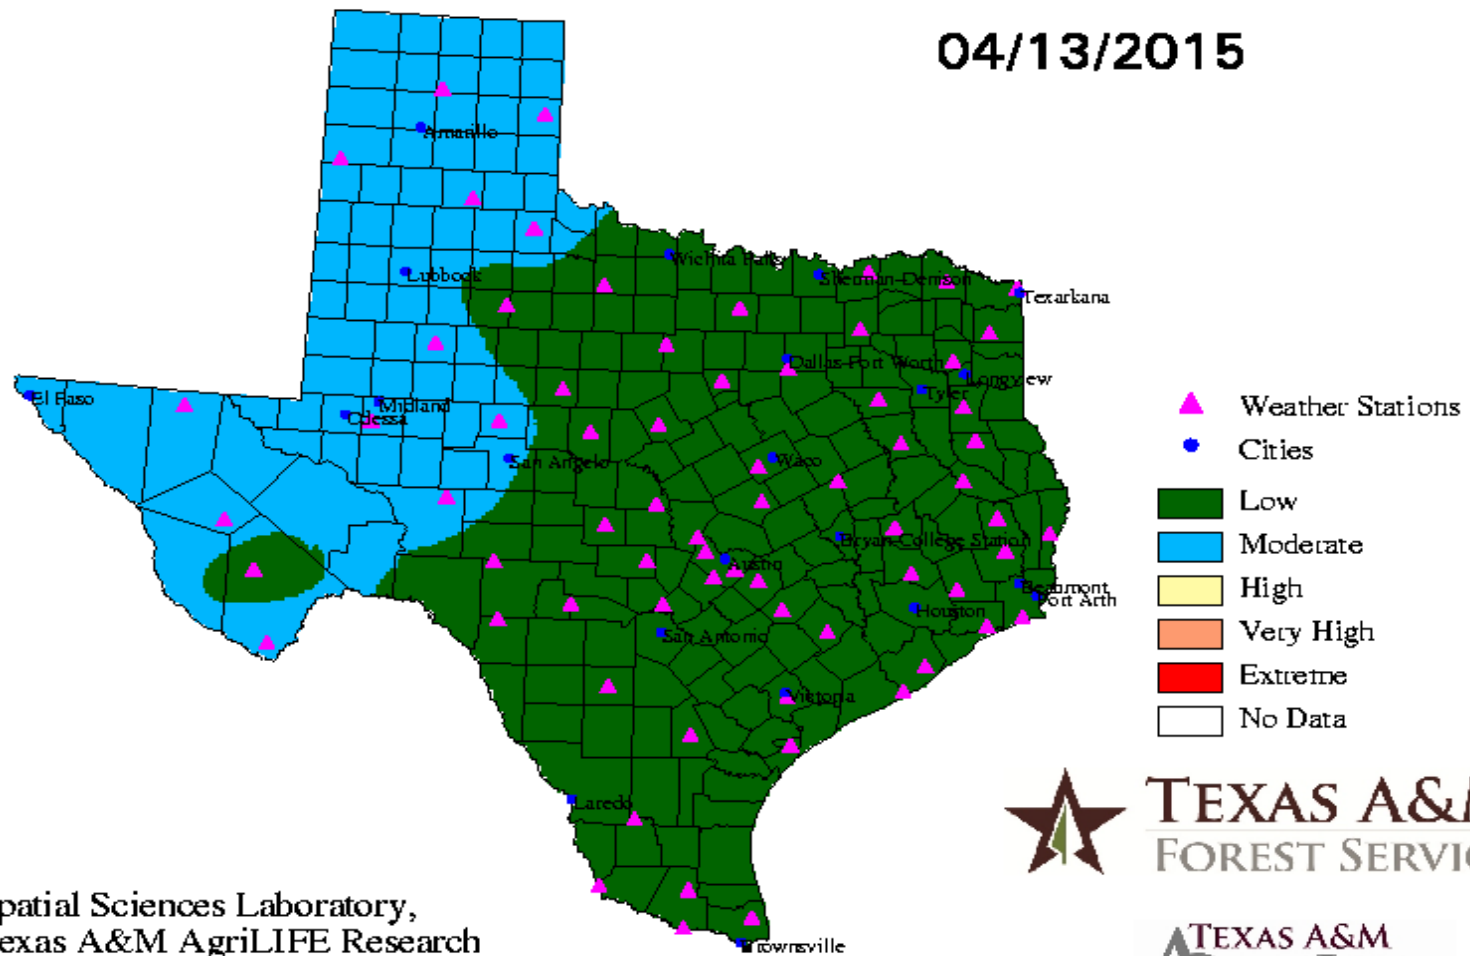 04/13/2015
Amarillo
Lubbock
Wichita Falls
Sherman-Denison
Texarkana
Dallas-Fort Worth
Longview
Tyler
El Paso
Midland
Odessa
San Angelo
Waco
Bryan-College Station
Austin
Beaumont
Port Arth
Houston
San Antonio
Victoria
Laredo
Brownsville
Weather Stations
Cities
Low
Moderate
High
Very High
Extreme
No Data
TEXAS A&M
FOREST SERVIC
patial Sciences Laboratory,
exas A&M AgriLIFE Research
TEXAS A&M